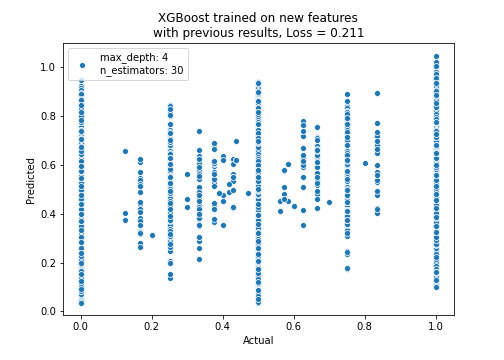 XGBoost trained on new features
with previous results, Loss = 0.211
max_depth: 4
n_estimators: 30
1.0
0.8
0.6
0.4
0.2
0.0
Predicted
0.0 0.2 0.4 0.6 0.8 1.0
Actual